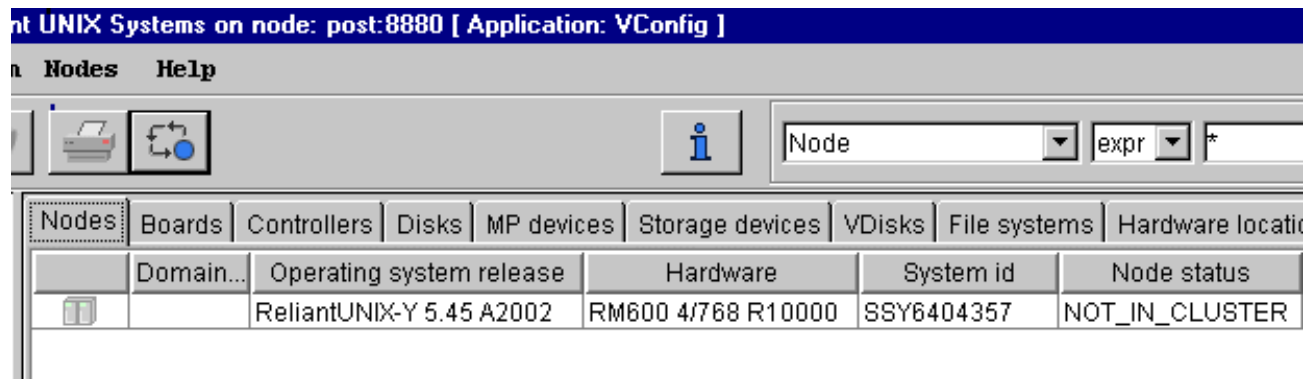 nt UNIX Systems on node: post:8880 [ Application: VConfig ]
n Nodes Help
i Node expr *
Nodes Boards Controllers Disks MP devices Storage devices VDisks File systems Hardware locatio
Domain... Operating system release Hardware System id Node status
ReliantUNIX-Y 5.45 A2002 RM600 4/768 R10000 SSY6404357 NOT_IN_CLUSTER